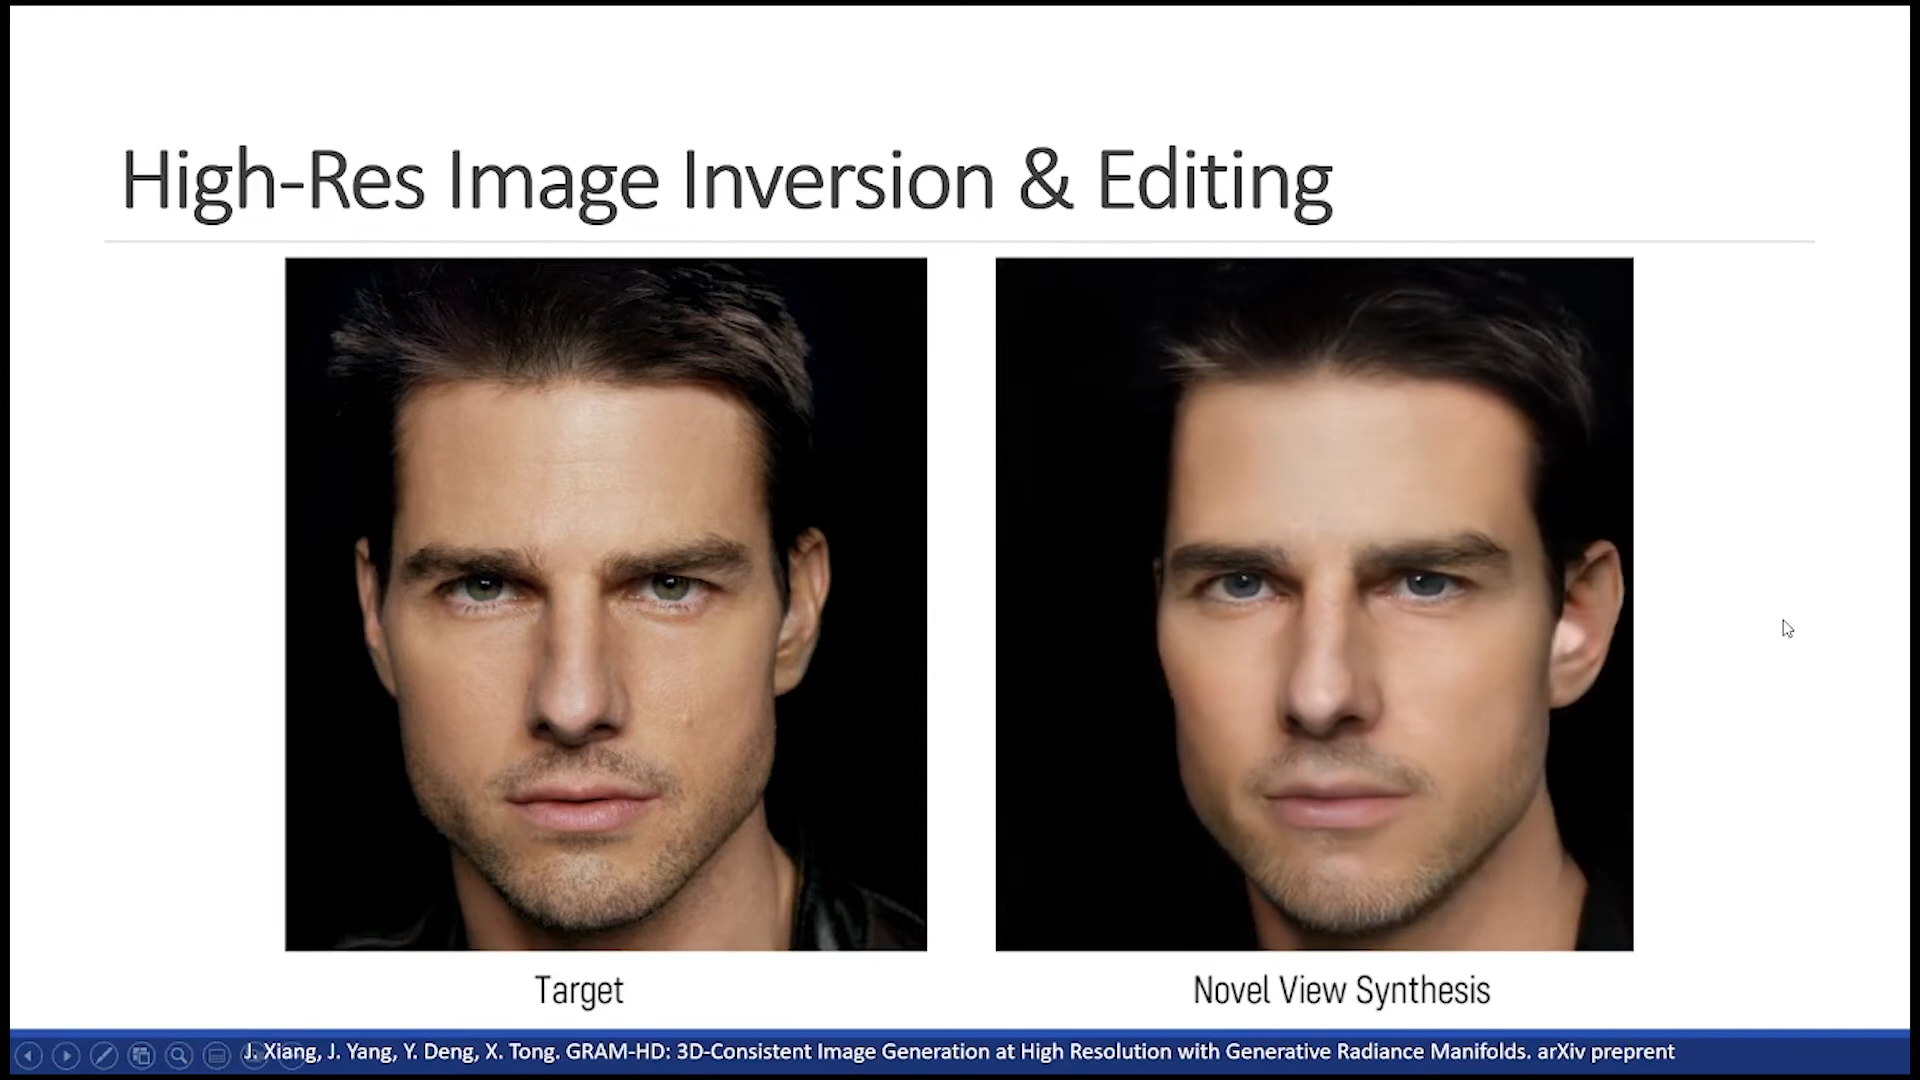 High-Res Image Inversion & Editing
Target
Novel View Synthesis
J. Xiang, J. Yang, Y. Deng, X. Tong. GRAM-HD: 3D-Consistent Image Generation at High Resolution with Generative Radiance Manifolds. arXiv preprent